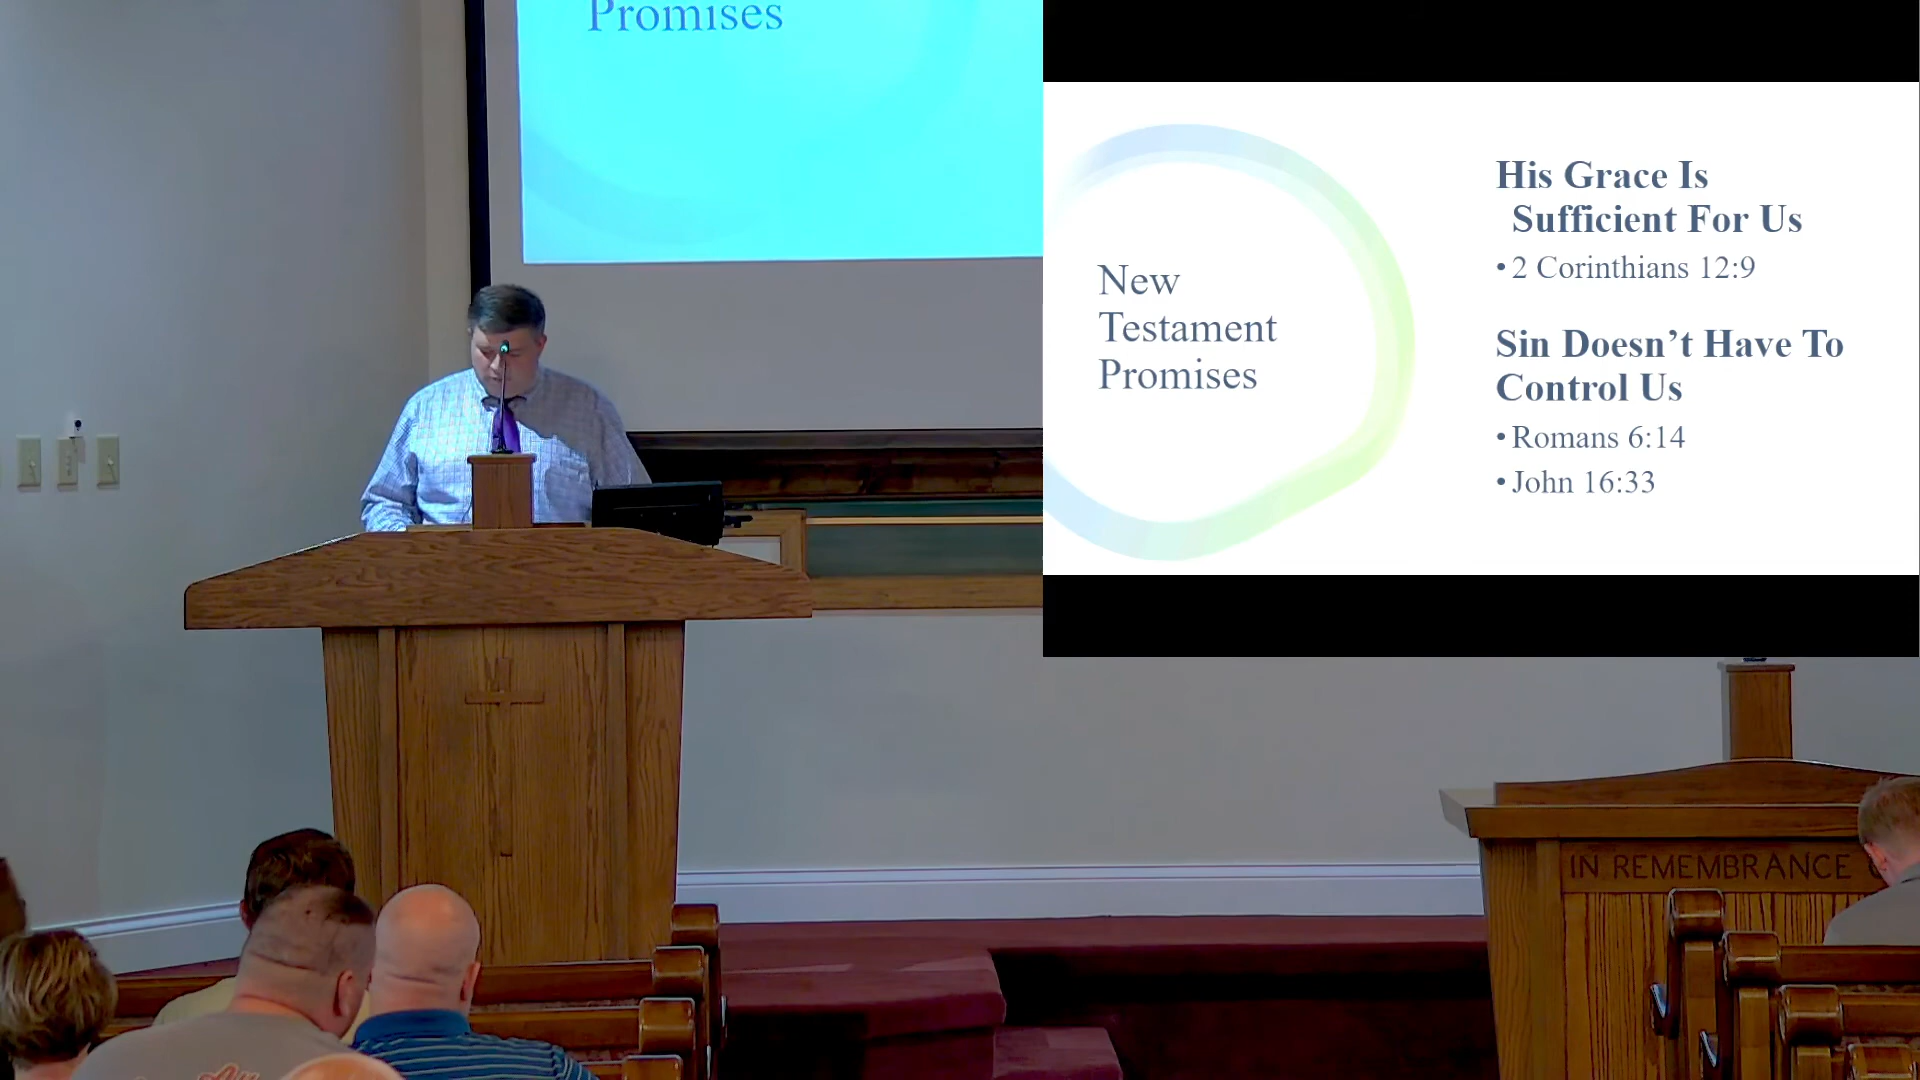 Promises
New
Testament
Promises
His Grace Is
Sufficient For Us
•2 Corinthians 12:9
Sin Doesn’t Have To
Control Us
•Romans 6:14
•John 16:33
IN REMEMBRANCE